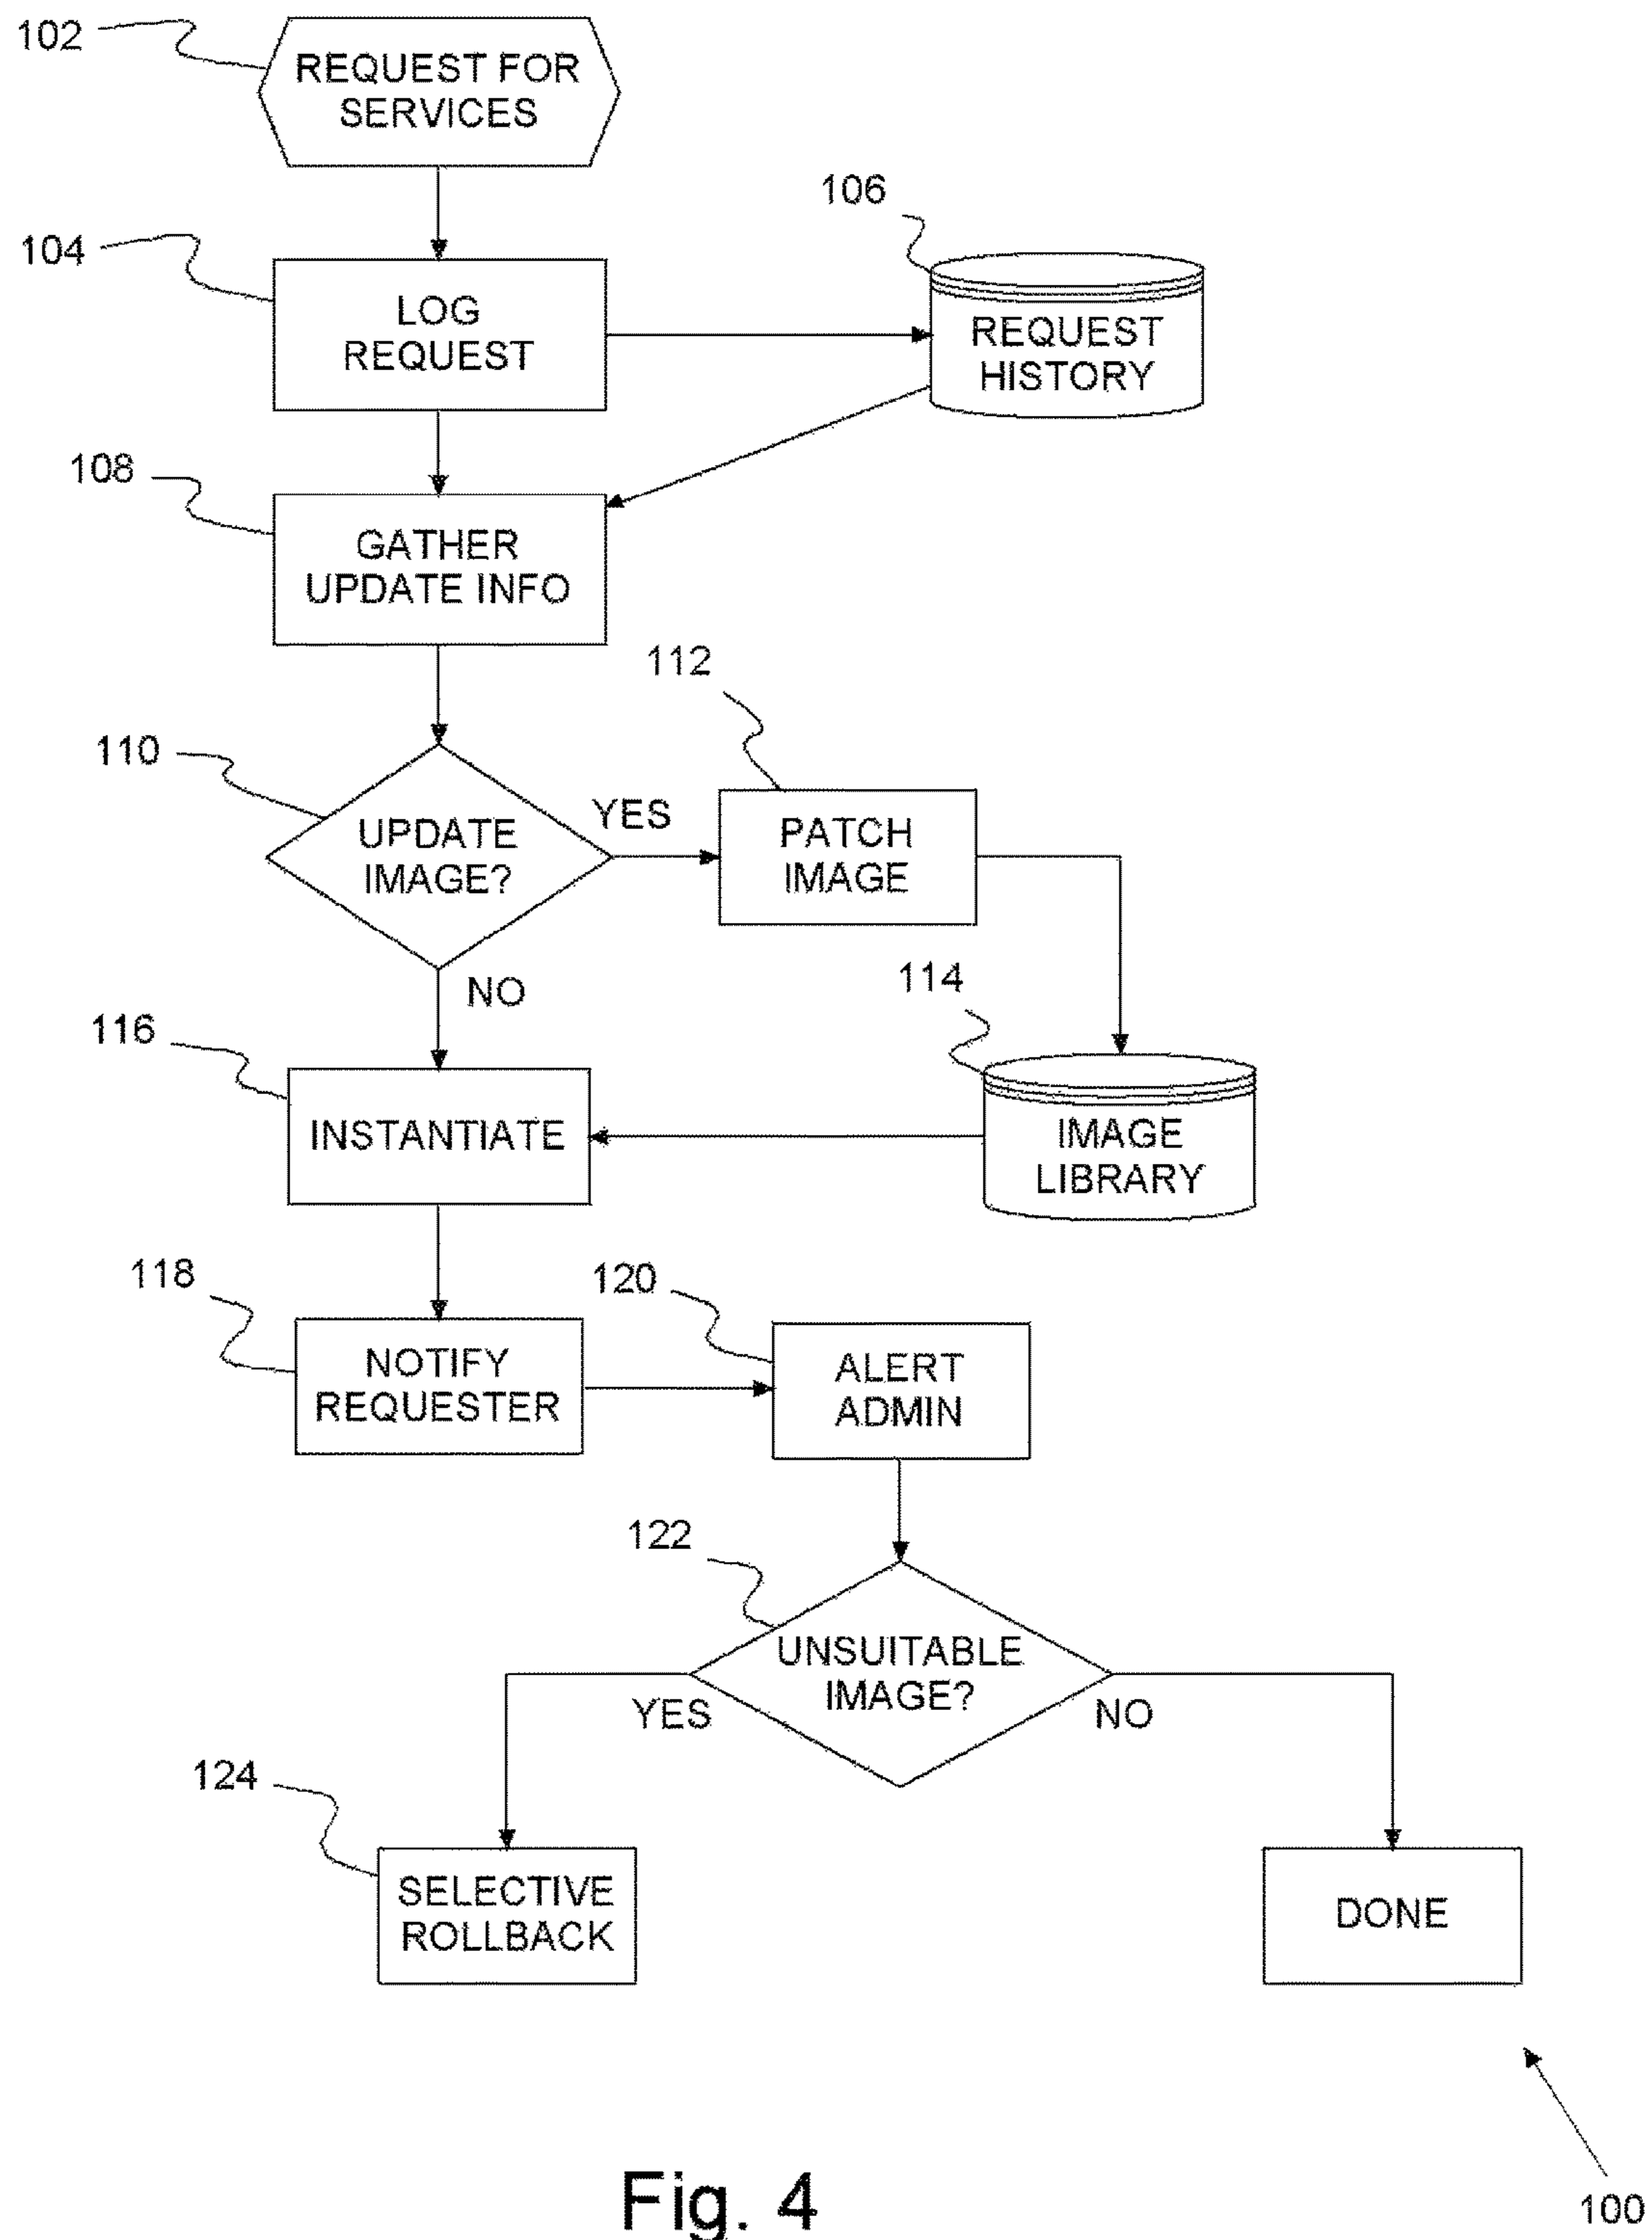 102
REQUEST FOR
SERVICES
106
104
LOG
REQUEST
REQUEST
HISTORY
108
GATHER
UPDATE INFO
112
110
UPDATE
IMAGE?
YES
PATCH
IMAGE
NO
114
116
INSTANTIATE
IMAGE
LIBRARY
118
120
NOTIFY
REQUESTER
ALERT
ADMIN
122
UNSUITABLE
IMAGE?
YES
NO
124
SELECTIVE
ROLLBACK
DONE
100
Fig. 4